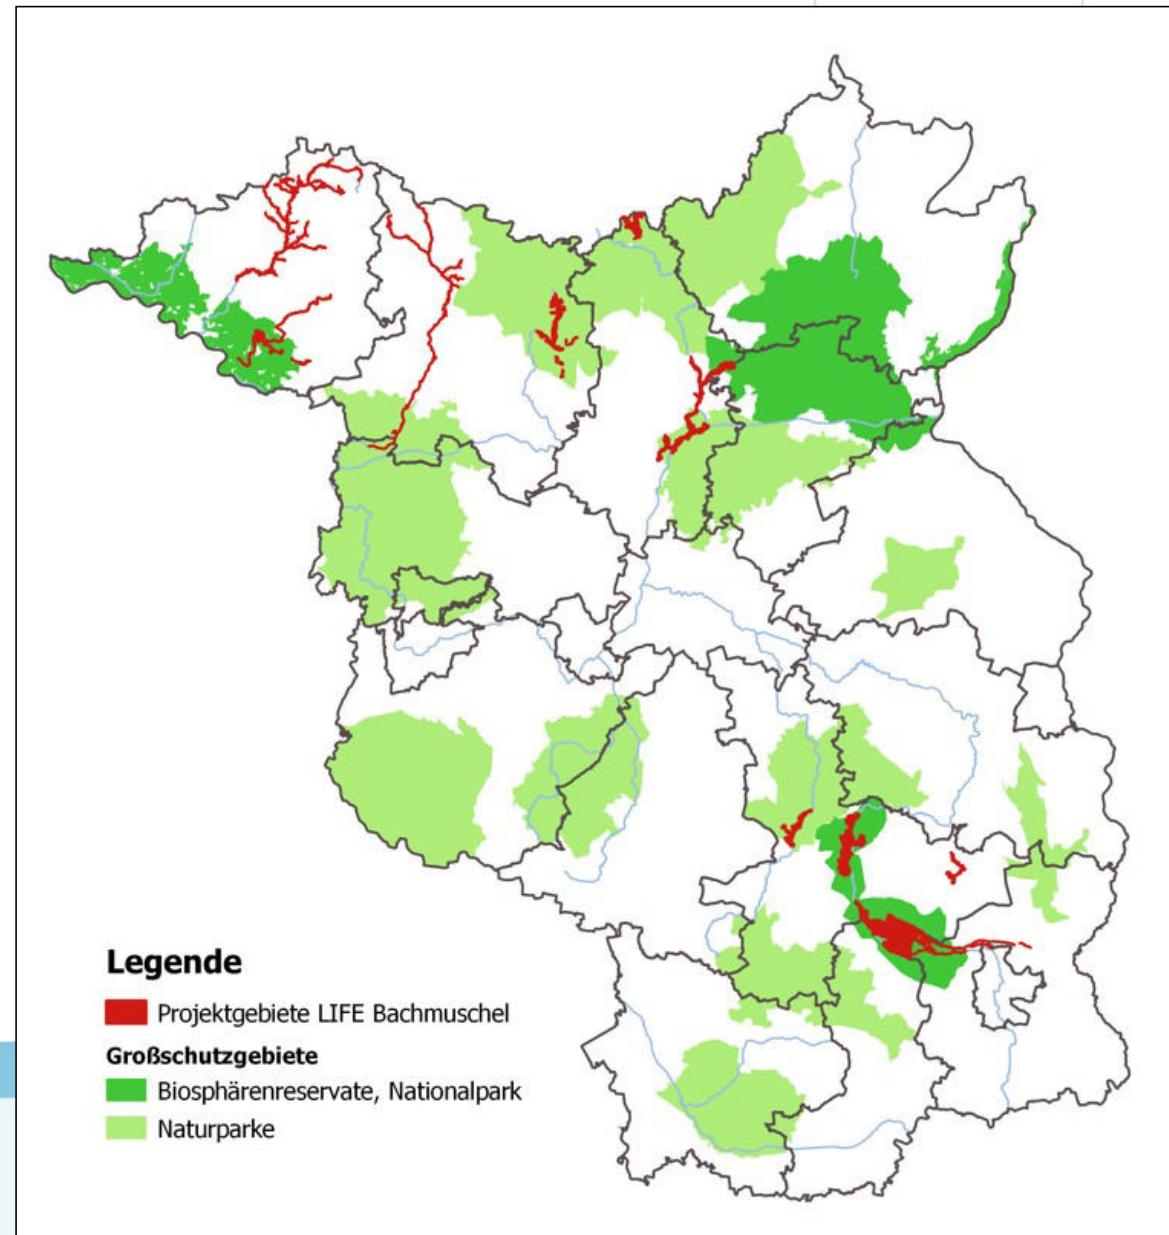 Legende
Projektgebiete LIFE Bachmuschel
Großschutzgebiete
Biosphärenreservate, Nationalpark
Naturparke